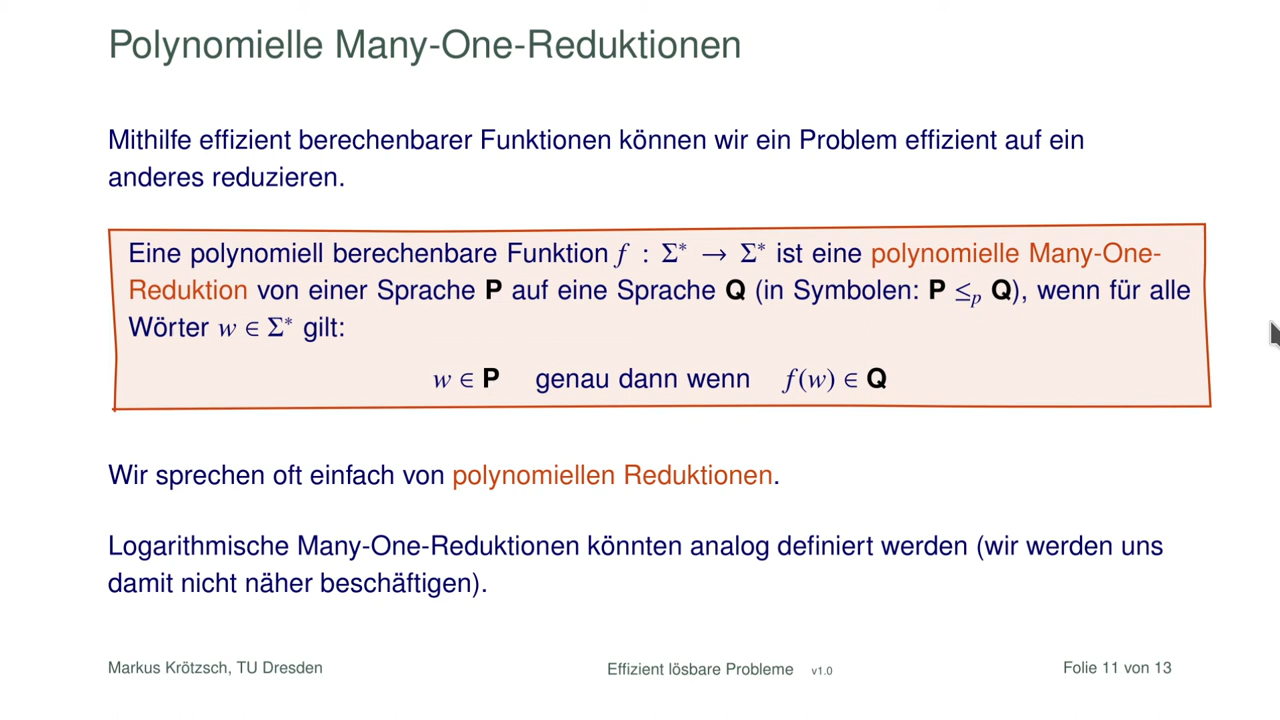 Polynomielle Many-One-Reduktionen
Mithilfe effizient berechenbarer Funktionen können wir ein Problem effizient auf ein
anderes reduzieren.
Eine polynomiell berechenbare Funktion f : Σ* → Σ* ist eine polynomielle Many-One-
Reduktion von einer Sprache P auf eine Sprache Q (in Symbolen: P ≤ₚ Q), wenn für alle
Wörter w ∈ Σ* gilt:
w ∈ P genau dann wenn f(w) ∈ Q
Wir sprechen oft einfach von polynomiellen Reduktionen.
Logarithmische Many-One-Reduktionen könnten analog definiert werden (wir werden uns
damit nicht näher beschäftigen).
Markus Krötzsch, TU Dresden Effizient lösbare Probleme v1.0 Folie 11 von 13